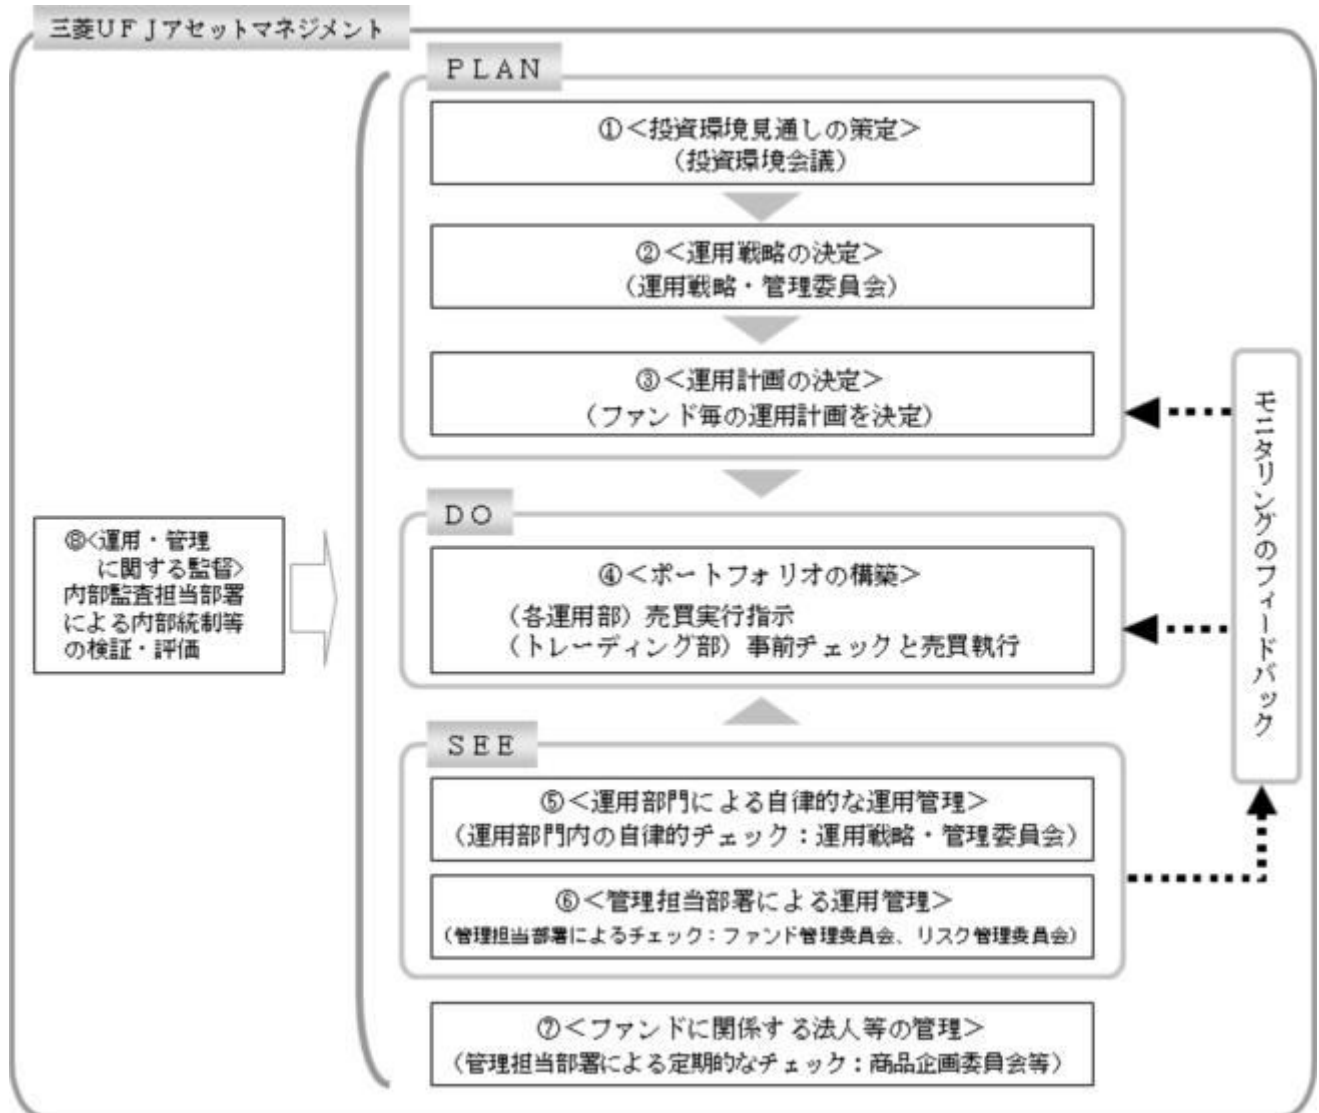 三菱ＵＦＪアセットマネジメント
ＰＬＡＮ
①＜投資環境見通しの策定＞
（投資環境会議）
②＜運用戦略の決定＞
（運用戦略・管理委員会）
③＜運用計画の決定＞
（ファンド毎の運用計画を決定）
ＤＯ
④＜ポートフォリオの構築＞
（各運用部）売買実行指示
（トレーディング部）事前チェックと売買執行
ＳＥＥ
⑤＜運用部門による自律的な運用管理＞
（運用部門内の自律的チェック：運用戦略・管理委員会）
⑥＜管理担当部署による運用管理＞
（管理担当部署によるチェック：ファンド管理委員会、リスク管理委員会）
⑦＜ファンドに関係する法人等の管理＞
（管理担当部署による定期的なチェック：商品企画委員会等）
⑧<運用・管理
に関する監督>
内部監査担当部署
による内部統制等
の検証・評価
モニタリングのフィードバック